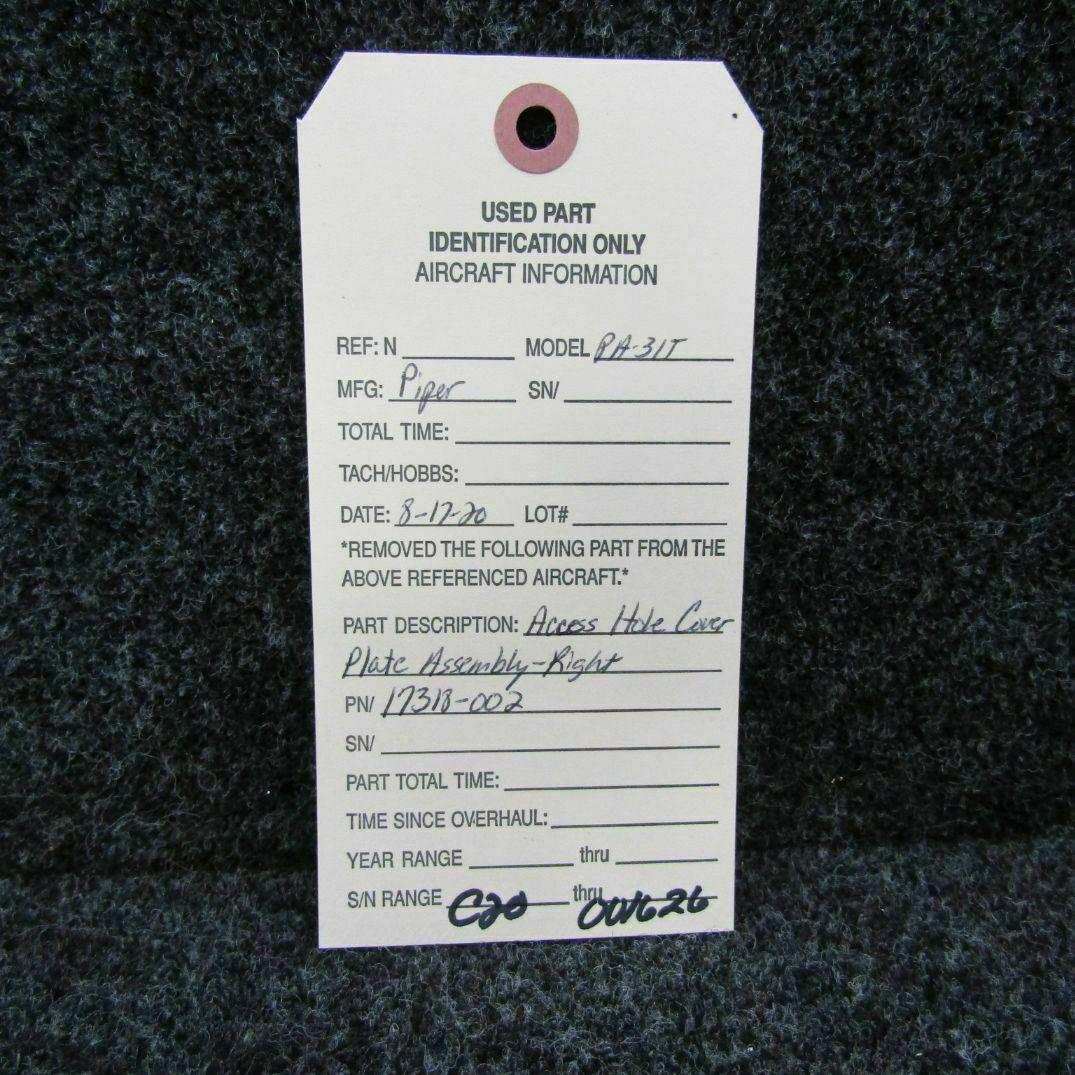 USED PART
IDENTIFICATION ONLY
AIRCRAFT INFORMATION
REF: N MODEL PA-31T
MFG: Piper SN/
TOTAL TIME:
TACH/HOBBS:
DATE: 8-17-20 LOT#
*REMOVED THE FOLLOWING PART FROM THE
ABOVE REFERENCED AIRCRAFT.*
PART DESCRIPTION: Access Hole Cover
Plate Assembly-Right
PN/ 17318-002
SN/
PART TOTAL TIME:
TIME SINCE OVERHAUL:
YEAR RANGE thru
S/N RANGE C20 thru